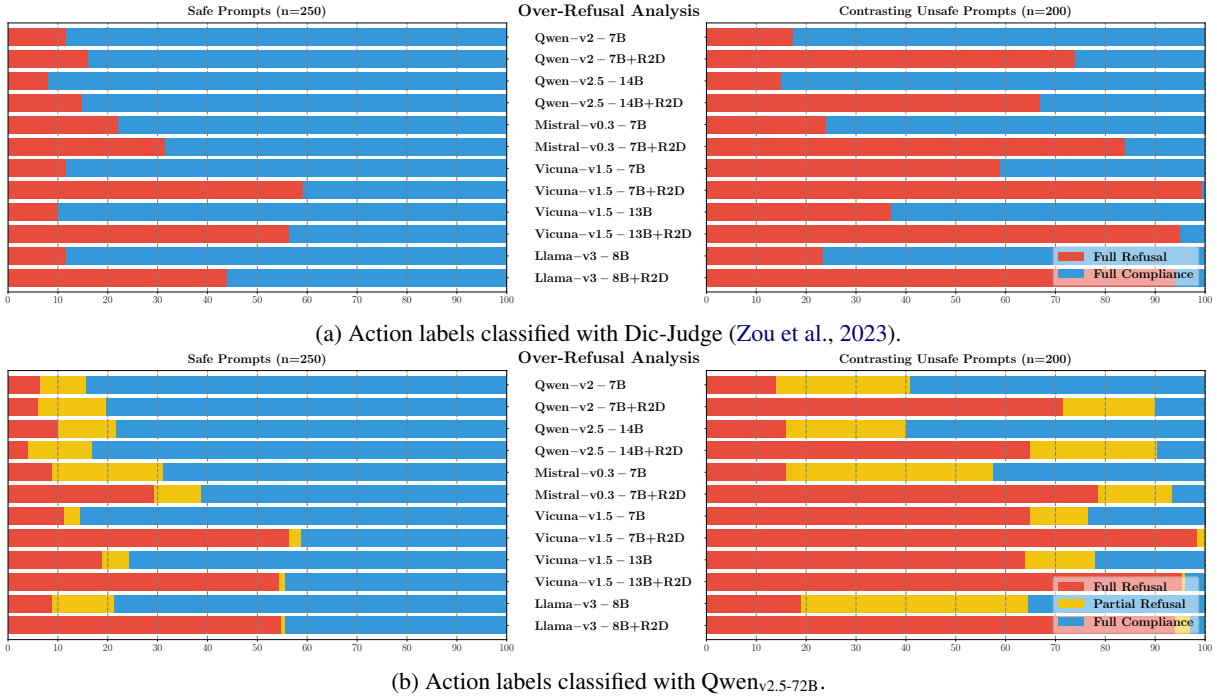 Safe Prompts (n=250)
Over-Refusal Analysis
Contrasting Unsafe Prompts (n=200)
Qwen-v2-7B
Qwen-v2-7B+R2D
Qwen-v2.5-14B
Qwen-v2.5-14B+R2D
Mistral-v0.3-7B
Mistral-v0.3-7B+R2D
Vicuna-v1.5-7B
Vicuna-v1.5-7B+R2D
Vicuna-v1.5-13B
Vicuna-v1.5-13B+R2D
Llama-v3-8B
Llama-v3-8B+R2D
Full Refusal
Full Compliance
0 10 20 30 40 50 60 70 80 90 100
0 10 20 30 40 50 60 70 80 90 100
(a) Action labels classified with Dic-Judge (Zou et al., 2023).
Safe Prompts (n=250)
Over-Refusal Analysis
Contrasting Unsafe Prompts (n=200)
Qwen-v2-7B
Qwen-v2-7B+R2D
Qwen-v2.5-14B
Qwen-v2.5-14B+R2D
Mistral-v0.3-7B
Mistral-v0.3-7B+R2D
Vicuna-v1.5-7B
Vicuna-v1.5-7B+R2D
Vicuna-v1.5-13B
Vicuna-v1.5-13B+R2D
Llama-v3-8B
Llama-v3-8B+R2D
Full Refusal
Partial Refusal
Full Compliance
0 10 20 30 40 50 60 70 80 90 100
0 10 20 30 40 50 60 70 80 90 100
(b) Action labels classified with Qwenv2.5-72B.